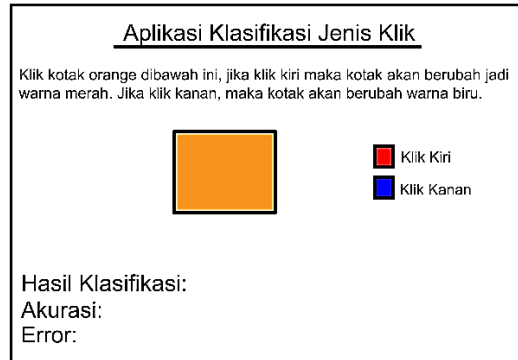 Aplikasi Klasifikasi Jenis Klik
Klik kotak orange dibawah ini, jika klik kiri maka kotak akan berubah jadi
warna merah. Jika klik kanan, maka kotak akan berubah warna biru.
Klik Kiri
Klik Kanan
Hasil Klasifikasi:
Akurasi:
Error: